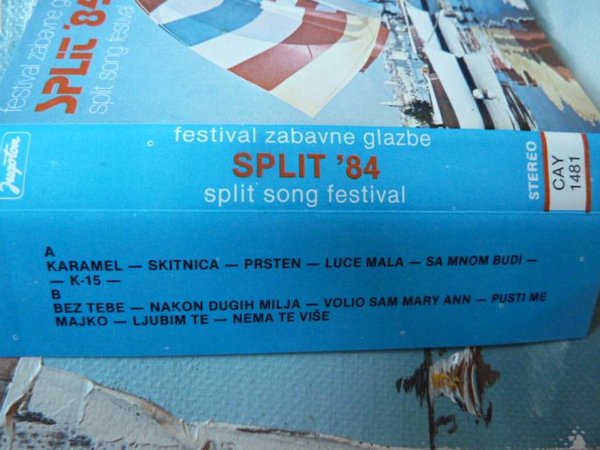 festival zabavne gl
SPLIT '84
split song festival
Jugoton
festival zabavne glazbe
SPLIT '84
split song festival
STEREO
CAY
1481
A
KARAMEL — SKITNICA — PRSTEN — LUCE MALA — SA MNOM BUDI —
— K-15 —
B
BEZ TEBE — NAKON DUGIH MILJA — VOLIO SAM MARY ANN — PUSTI ME
MAJKO — LJUBIM TE — NEMA TE VIŠE